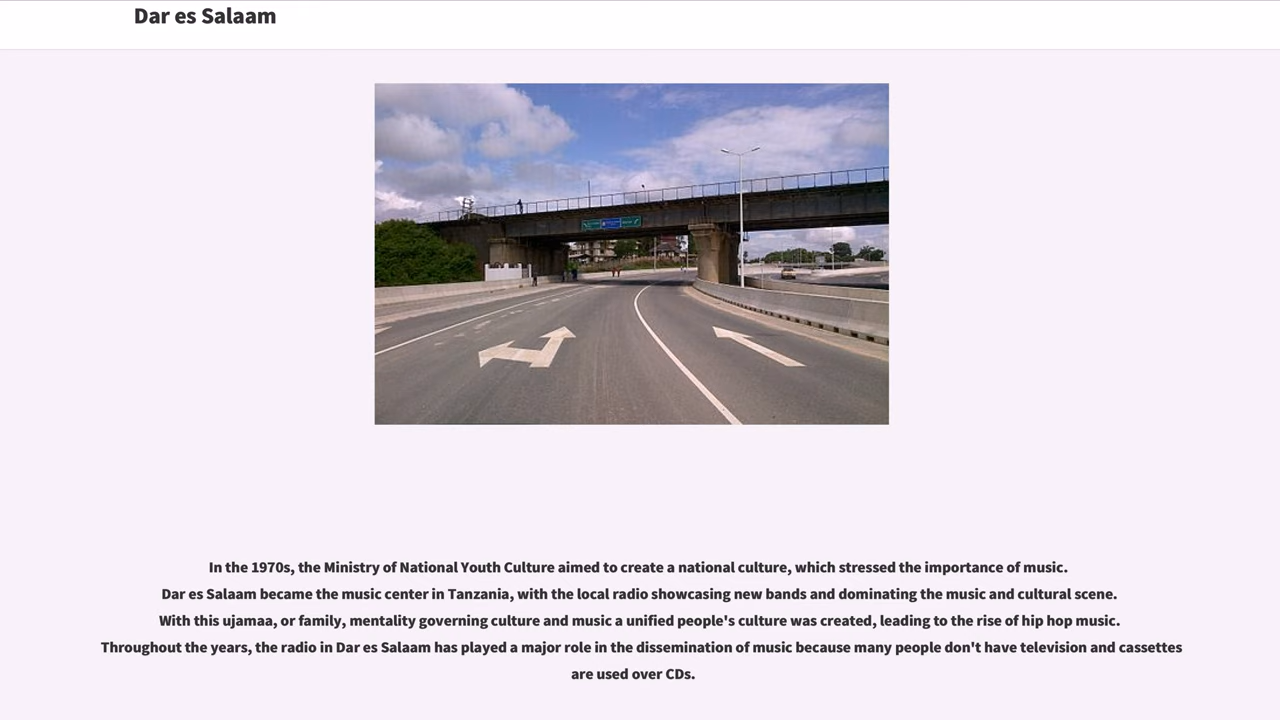 Dar es Salaam
In the 1970s, the Ministry of National Youth Culture aimed to create a national culture, which stressed the importance of music.
Dar es Salaam became the music center in Tanzania, with the local radio showcasing new bands and dominating the music and cultural scene.
With this ujamaa, or family, mentality governing culture and music a unified people's culture was created, leading to the rise of hip hop music.
Throughout the years, the radio in Dar es Salaam has played a major role in the dissemination of music because many people don't have television and cassettes
are used over CDs.